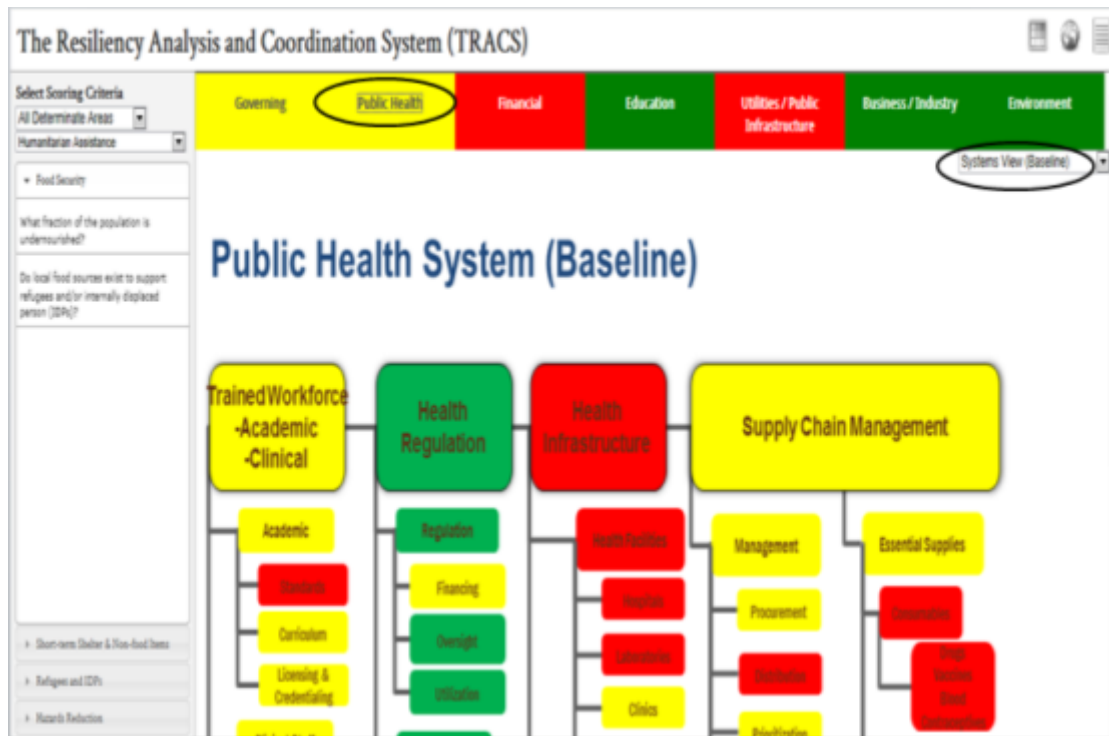 The Resiliency Analysis and Coordination System (TRACS)
Select Scoring Criteria
All Determinate Areas
Humanitarian Assistance
Food Security
What fraction of the population is
undernourished?
Do local food sources exist to support
refugees and/or internally displaced
person (IDPs)?
Short-term Shelter & Non-food Items
Refugees and IDPs
Hazards Reduction
Governing
Public Health
Financial
Education
Utilities / Public
Infrastructure
Business / Industry
Environment
Systems View (Baseline)
Public Health System (Baseline)
Trained Workforce
-Academic
-Clinical
Academic
Standards
Curriculum
Licensing &
Credentialing
Health
Regulation
Regulation
Financing
Oversight
Utilization
Health
Infrastructure
Health Facilities
Hospitals
Laboratories
Clinics
Supply Chain Management
Management
Procurement
Distribution
Prioritization
Essential Supplies
Consumables
Drugs
Vaccines
Blood
Contraceptives